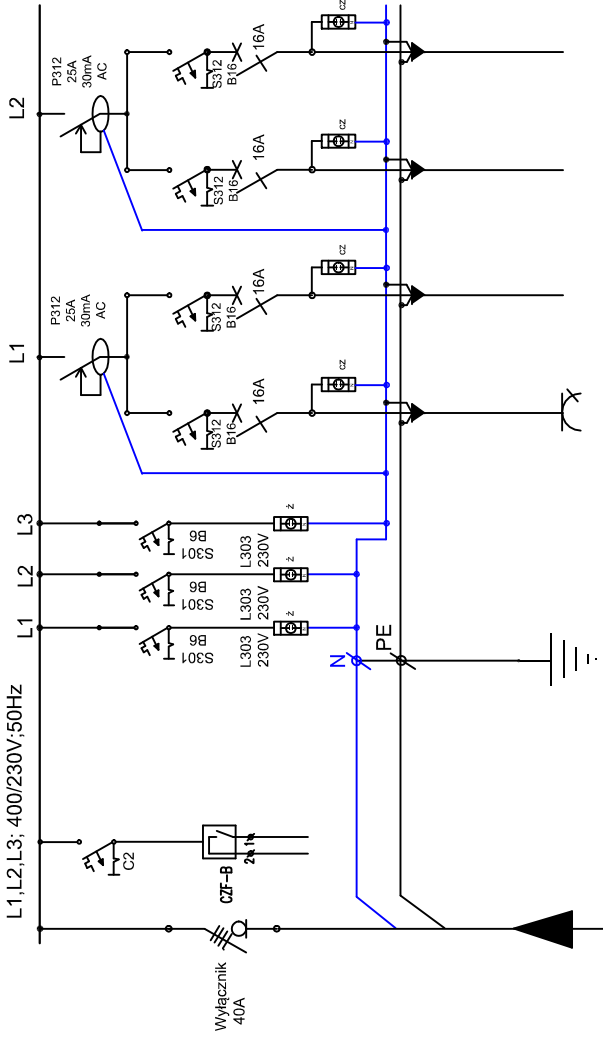 L1,L2,L3; 400/230V;50Hz
L1
L2
L3
L1
L2
P312
25A
30mA
AC
P312
25A
30mA
AC
C2
S301
B6
S301
B6
S301
B6
S312
B16
16A
S312
B16
16A
S312
B16
16A
S312
B16
16A
Wyłącznik
40A
CZF-B
2
1
L303
230V
ż
L303
230V
ż
L303
230V
ż
cz
cz
cz
cz
N
PE